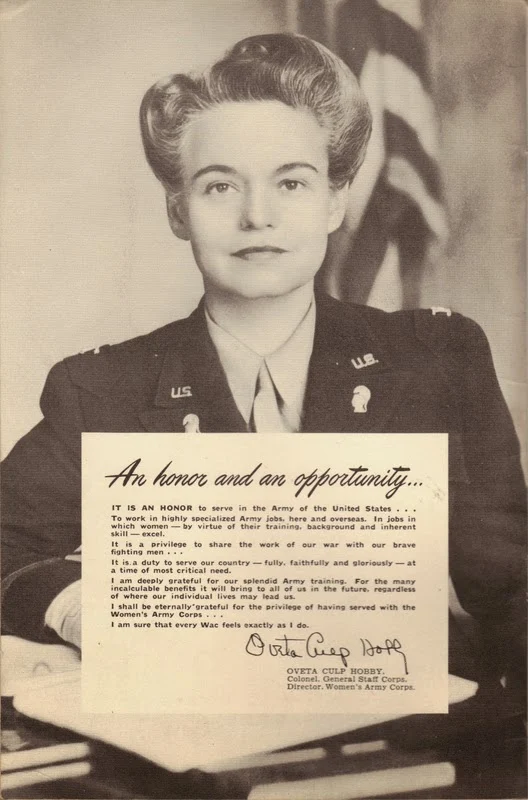 U.S.
US
An honor and an opportunity...
IT IS AN HONOR to serve in the Army of the United States . . .
To work in highly specialized Army jobs, here and overseas. In jobs in
which women — by virtue of their training, background and inherent
skill — excel.
It is a privilege to share the work of our war with our brave
fighting men . . .
It is a duty to serve our country — fully, faithfully and gloriously — at
a time of most critical need.
I am deeply grateful for our splendid Army training. For the many
incalculable benefits it will bring to all of us in the future, regardless
of where our individual lives may lead us.
I shall be eternally grateful for the privilege of having served with the
Women's Army Corps . . .
I am sure that every Wac feels exactly as I do.
Oveta Culp Hobby
OVETA CULP HOBBY,
Colonel, General Staff Corps,
Director, Women's Army Corps.